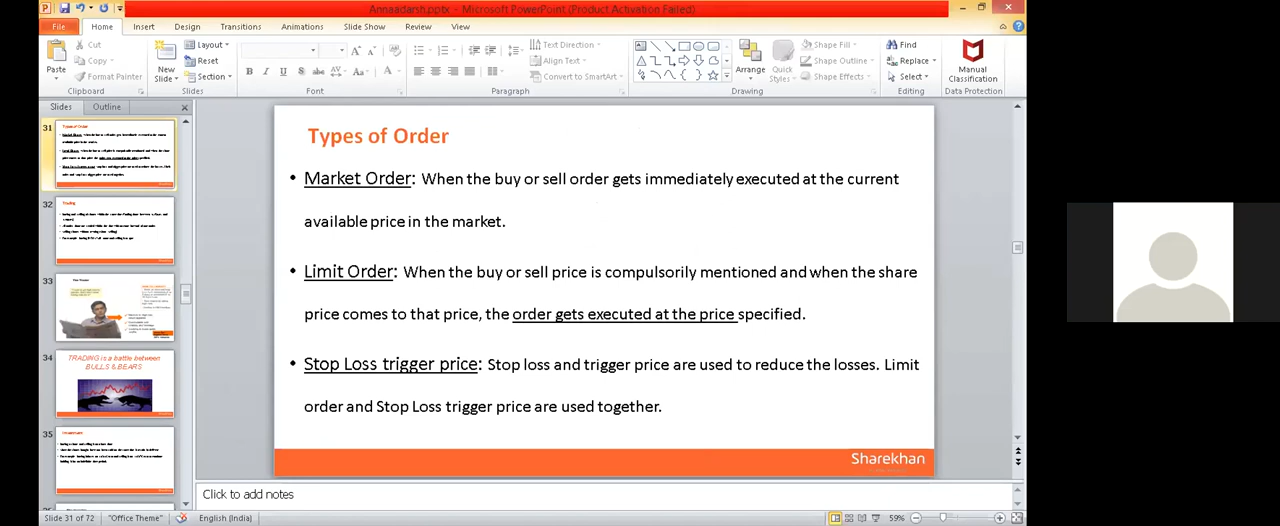 Annaadarsh.pptx - Microsoft PowerPoint (Product Activation Failed)
File Home Insert Design Transitions Animations Slide Show Review View
Paste
Cut
Copy
Format Painter
Clipboard
New
Slide
Layout
Reset
Section
Slides
Font
Text Direction
Align Text
Convert to SmartArt
Paragraph
Arrange
Quick
Styles
Shape Fill
Shape Outline
Shape Effects
Drawing
Find
Replace
Select
Editing
Manual
Classification
Data Protection
Slides Outline
31
Types of Order
32
Trading
33
34
TRADING is a battle between
BULLS & BEARS
35
Types of Order
• Market Order: When the buy or sell order gets immediately executed at the current
available price in the market.
• Limit Order: When the buy or sell price is compulsorily mentioned and when the share
price comes to that price, the order gets executed at the price specified.
• Stop Loss trigger price: Stop loss and trigger price are used to reduce the losses. Limit
order and Stop Loss trigger price are used together.
Sharekhan
Click to add notes
Slide 31 of 72 "Office Theme" English (India) 59%